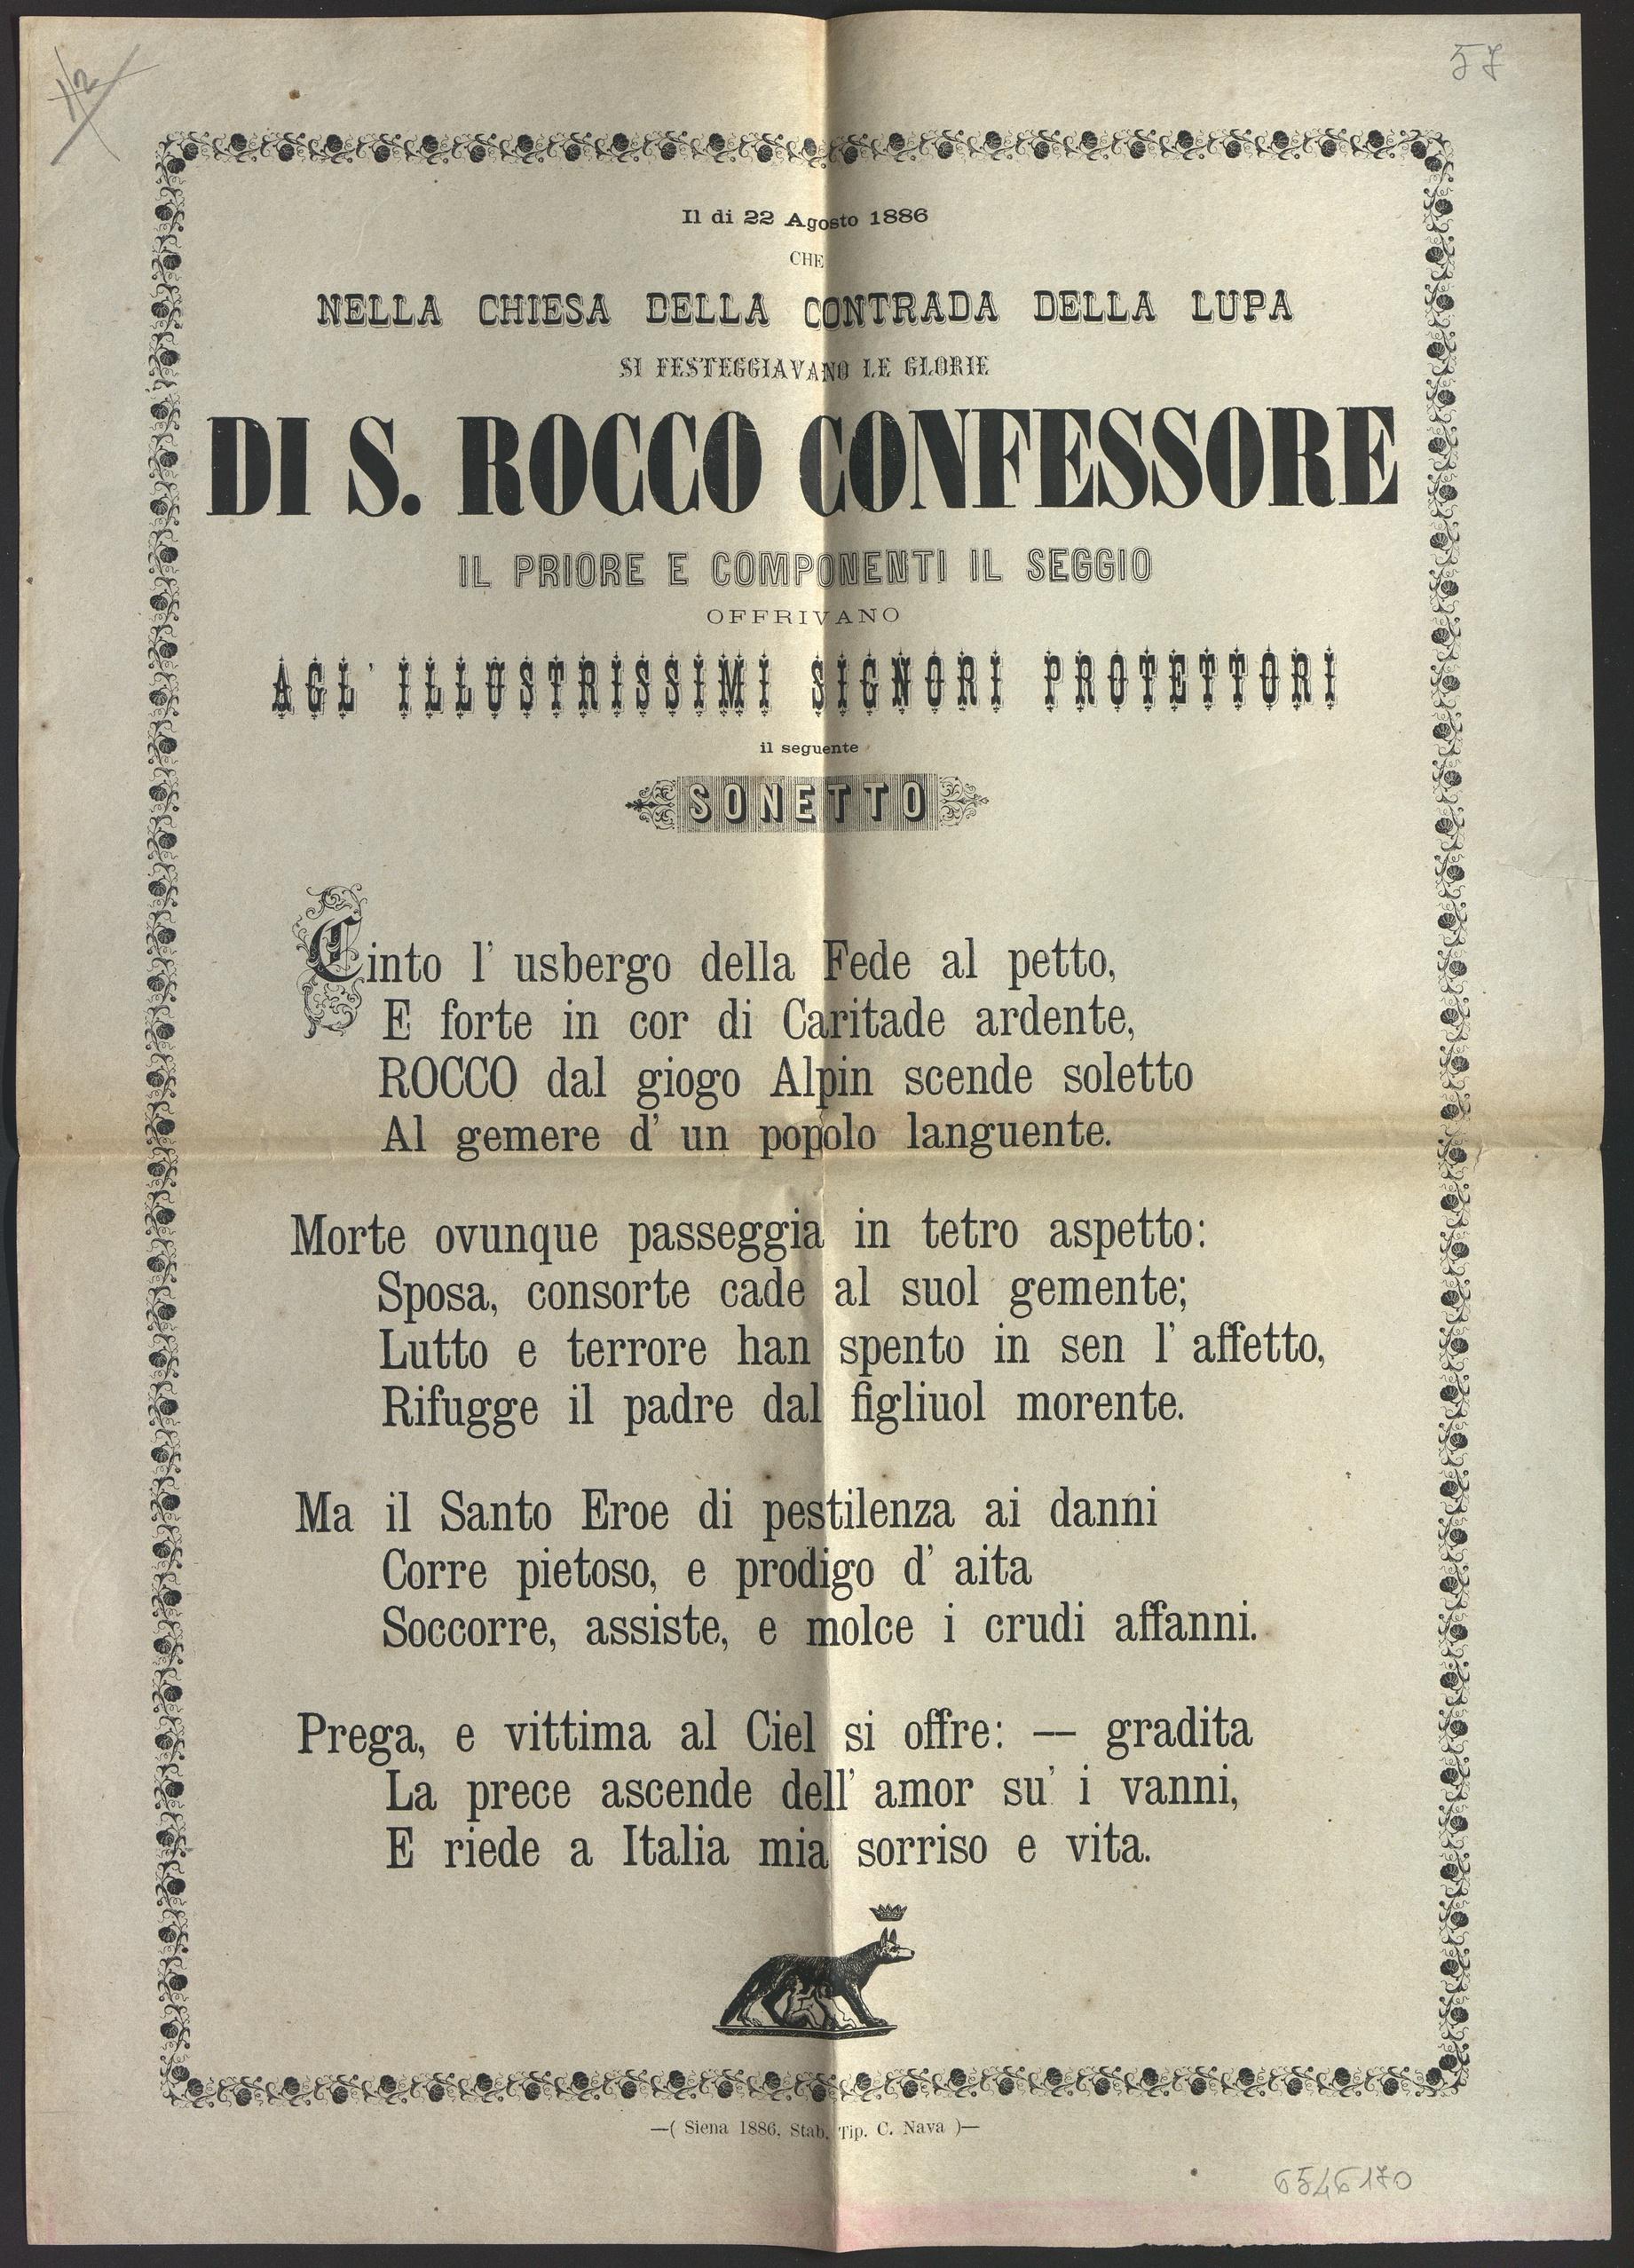 12
57
Il di 22 Agosto 1886
CHE
NELLA CHIESA DELLA CONTRADA DELLA LUPA
SI FESTEGGIAVANO LE GLORIE
DI S. ROCCO CONFESSORE
IL PRIORE E COMPONENTI IL SEGGIO
OFFRIVANO
AGL' ILLUSTRISSIMI SIGNORI PROTETTORI
il seguente
SONETTO
Cinto l' usbergo della Fede al petto,
E forte in cor di Caritade ardente,
ROCCO dal giogo Alpin scende soletto
Al gemere d' un popolo languente.
Morte ovunque passeggia in tetro aspetto:
Sposa, consorte cade al suol gemente;
Lutto e terrore han spento in sen l' affetto,
Rifugge il padre dal figliuol morente.
Ma il Santo Eroe di pestilenza ai danni
Corre pietoso, e prodigo d' aita
Soccorre, assiste, e molce i crudi affanni.
Prega, e vittima al Ciel si offre: — gradita
La prece ascende dell' amor su' i vanni,
E riede a Italia mia sorriso e vita.
—( Siena 1886, Stab. Tip. C. Nava )—
6546170